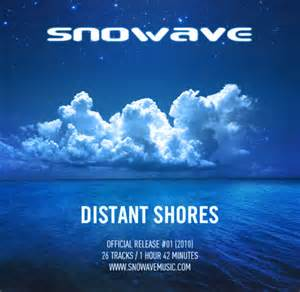 snowave
DISTANT SHORES
OFFICIAL RELEASE #01 (2010)
26 TRACKS / 1 HOUR 42 MINUTES
WWW.SNOWAVEMUSIC.COM